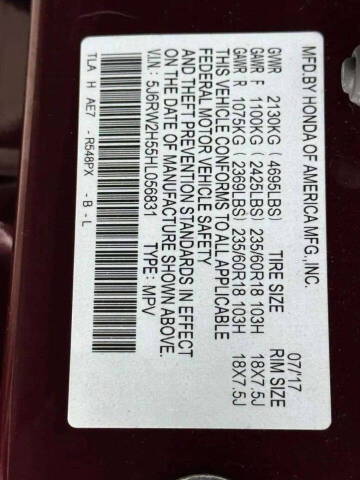 MFD.BY HONDA OF AMERICA MFG.,INC. 07/'17
GVWR 2130KG (4695LBS) TIRE SIZE RIM SIZE
GAWR F 1100KG (2425LBS) 235/60R18 103H 18X7.5J
GAWR R 1075KG (2369LBS) 235/60R18 103H 18X7.5J
THIS VEHICLE CONFORMS TO ALL APPLICABLE
FEDERAL MOTOR VEHICLE SAFETY
AND THEFT PREVENTION STANDARDS IN EFFECT
ON THE DATE OF MANUFACTURE SHOWN ABOVE.
V.I.N: 5J6RW2H55HL056831 TYPE: MPV
TLA H AE7 - R548PX - B - L